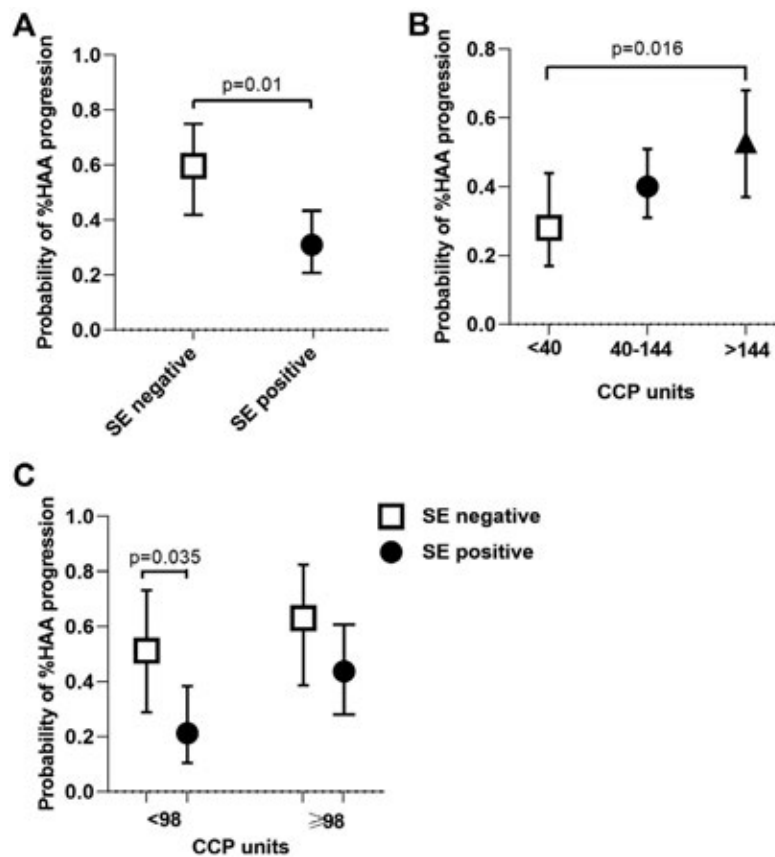 A
Probability of %HAA progression
1.0
0.8
0.6
0.4
0.2
0.0
p=0.01
SE negative
SE positive
B
Probability of %HAA progression
0.8
0.6
0.4
0.2
0.0
p=0.016
<40
40-144
>144
CCP units
C
Probability of %HAA progression
1.0
0.8
0.6
0.4
0.2
0.0
p=0.035
<98
⩾98
CCP units
SE negative
SE positive